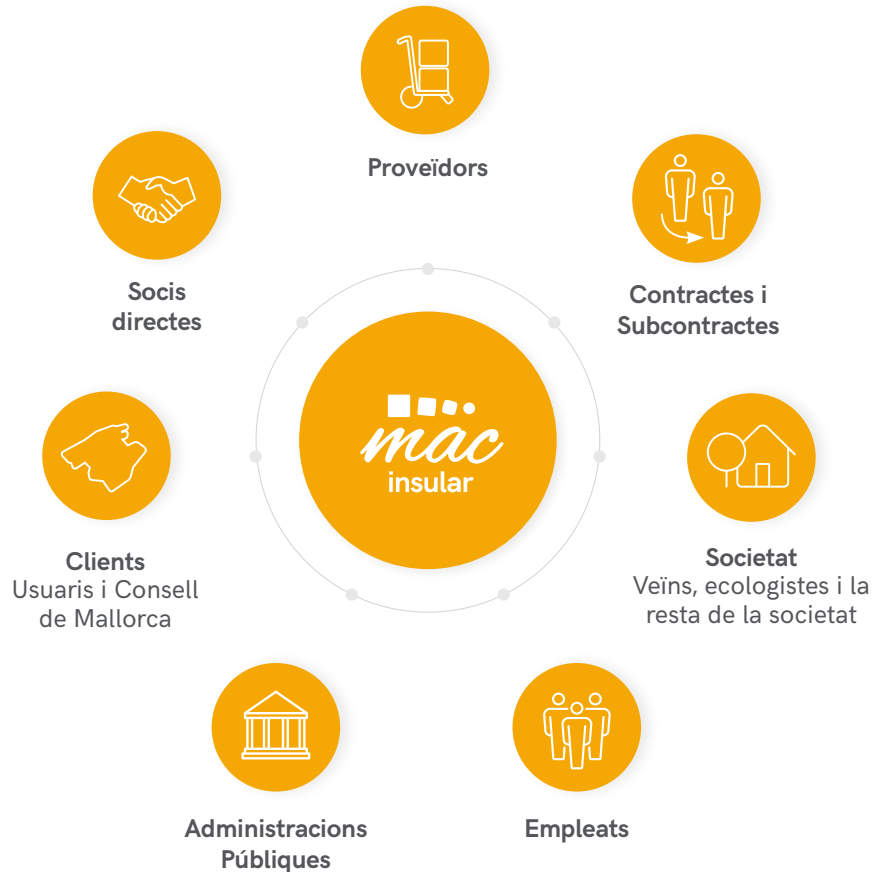 Proveïdors
Socis
directes
Contractes i
Subcontractes
mac
insular
Clients
Usuaris i Consell
de Mallorca
Societat
Veïns, ecologistes i la
resta de la societat
Administracions
Públiques
Empleats